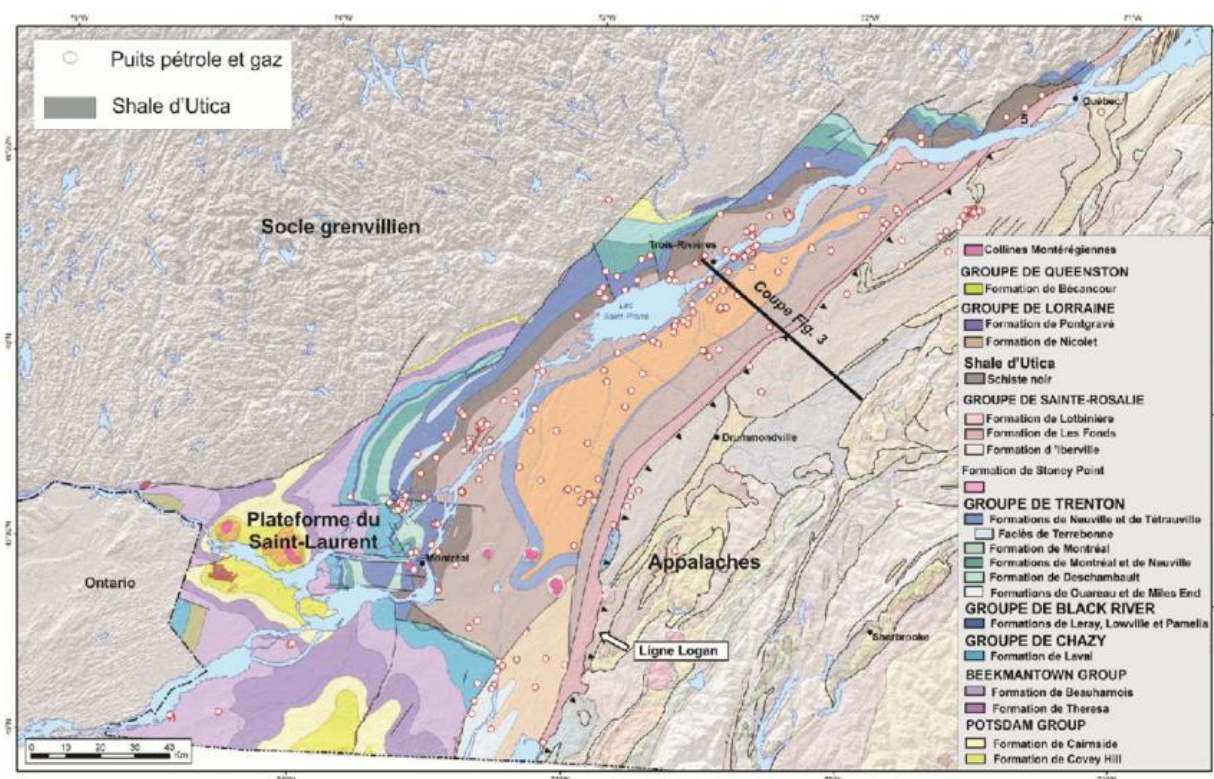 Puits pétrole et gaz
Shale d'Utica
Québec
5
Socle grenvillien
Trois-Rivières
Lac
Saint-Pierre
Coupe Fig. 3
Drummondville
Plateforme du
Saint-Laurent
Montréal
Ontario
Appalaches
Sherbrooke
Ligne Logan
0 10 20 30 40
Km
Collines Montérégiennes
GROUPE DE QUEENSTON
Formation de Bécancour
GROUPE DE LORRAINE
Formation de Pontgravé
Formation de Nicolet
Shale d'Utica
Schiste noir
GROUPE DE SAINTE-ROSALIE
Formation de Lotbinière
Formation de Les Fonds
Formation d'Iberville
Formation de Stoney Point
GROUPE DE TRENTON
Formations de Neuville et de Tétrauville
Faciès de Terrebonne
Formation de Montréal
Formations de Montréal et de Neuville
Formation de Deschambault
Formations de Ouareau et de Miles End
GROUPE DE BLACK RIVER
Formations de Leray, Lowville et Pamelia
GROUPE DE CHAZY
Formation de Laval
BEEKMANTOWN GROUP
Formation de Beauharnois
Formation de Theresa
POTSDAM GROUP
Formation de Cairnside
Formation de Covey Hill